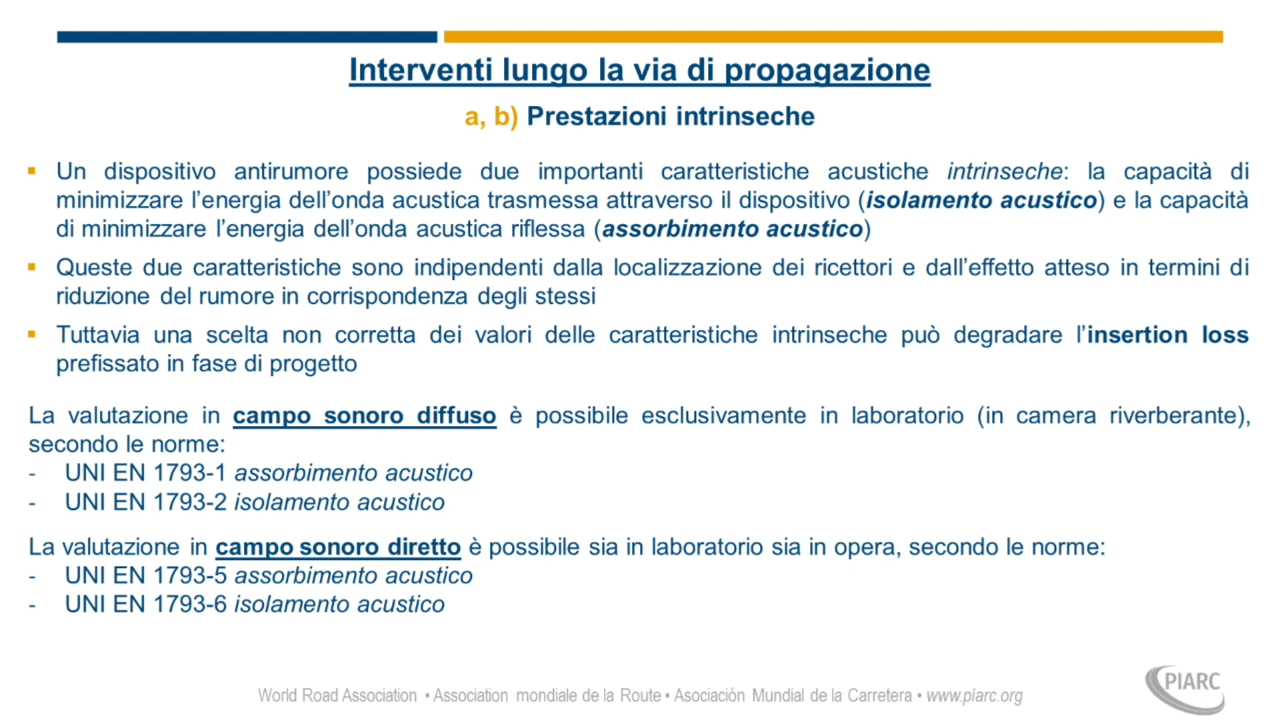 Interventi lungo la via di propagazione
a, b) Prestazioni intrinseche
▪ Un dispositivo antirumore possiede due importanti caratteristiche acustiche intrinseche: la capacità di
minimizzare l’energia dell’onda acustica trasmessa attraverso il dispositivo (isolamento acustico) e la capacità
di minimizzare l’energia dell’onda acustica riflessa (assorbimento acustico)
▪ Queste due caratteristiche sono indipendenti dalla localizzazione dei ricettori e dall’effetto atteso in termini di
riduzione del rumore in corrispondenza degli stessi
▪ Tuttavia una scelta non corretta dei valori delle caratteristiche intrinseche può degradare l’insertion loss
prefissato in fase di progetto
La valutazione in campo sonoro diffuso è possibile esclusivamente in laboratorio (in camera riverberante),
secondo le norme:
- UNI EN 1793-1 assorbimento acustico
- UNI EN 1793-2 isolamento acustico
La valutazione in campo sonoro diretto è possibile sia in laboratorio sia in opera, secondo le norme:
- UNI EN 1793-5 assorbimento acustico
- UNI EN 1793-6 isolamento acustico
World Road Association • Association mondiale de la Route • Asociación Mundial de la Carretera • www.piarc.org
PIARC